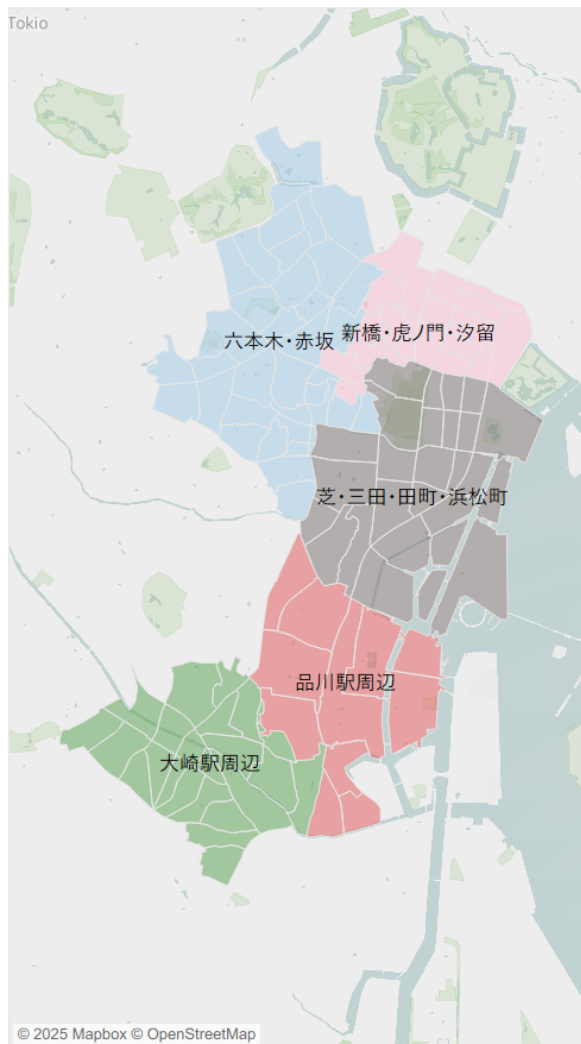 Tokio
六本木・赤坂
新橋・虎ノ門・汐留
芝・三田・田町・浜松町
品川駅周辺
大崎駅周辺
© 2025 Mapbox © OpenStreetMap